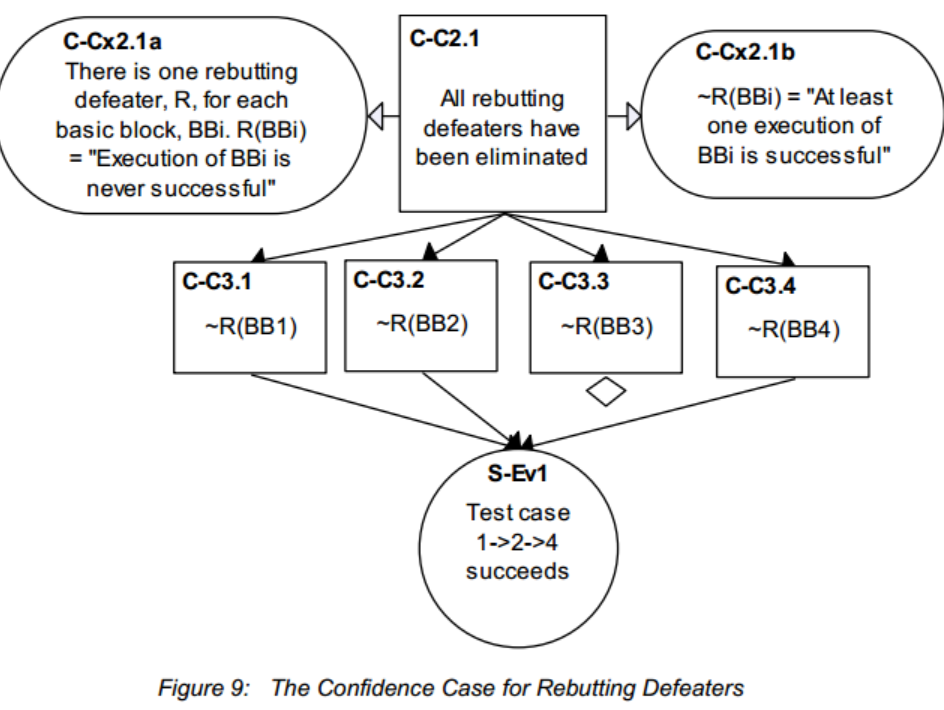 C-Cx2.1a
There is one rebutting
defeater, R, for each
basic block, BBi. R(BBi)
= "Execution of BBi is
never successful"
C-C2.1
All rebutting
defeaters have
been eliminated
C-Cx2.1b
~R(BBi) = "At least
one execution of
BBi is successful"
C-C3.1
~R(BB1)
C-C3.2
~R(BB2)
C-C3.3
~R(BB3)
C-C3.4
~R(BB4)
S-Ev1
Test case
1->2->4
succeeds
Figure 9: The Confidence Case for Rebutting Defeaters